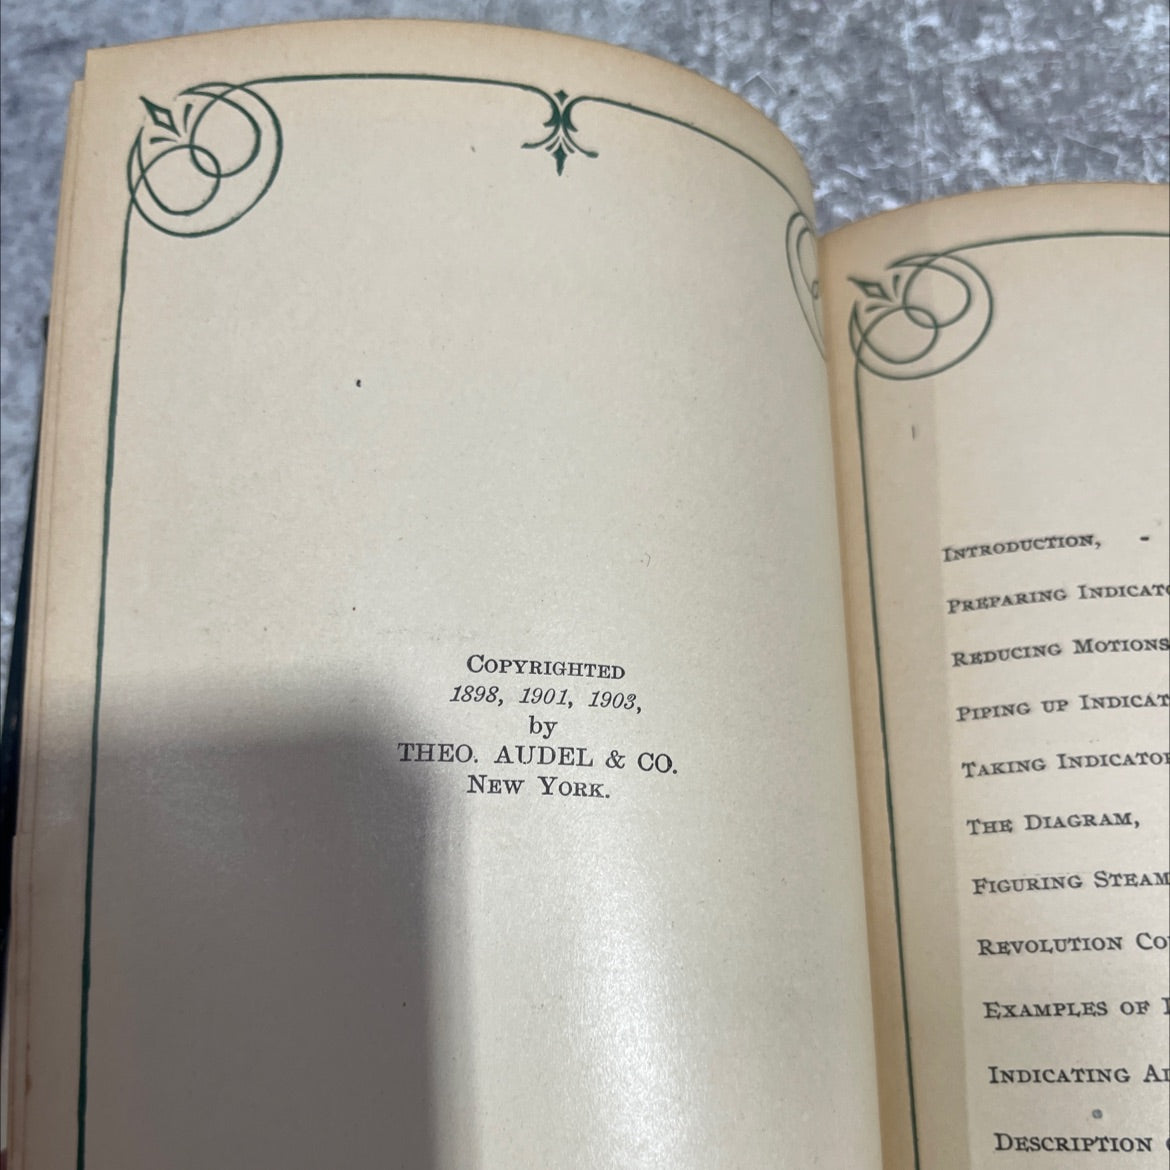 COPYRIGHTED
1898, 1901, 1903,
by
THEO. AUDEL & CO.
NEW YORK.
INTRODUCTION, -
PREPARING
REDUCING MOTIONS
PIPING UP
TAKING
THE DIAGRAM,
FIGURING STEAM
REVOLUTION
EXAMPLES OF
INDICATING
DESCRIPTION